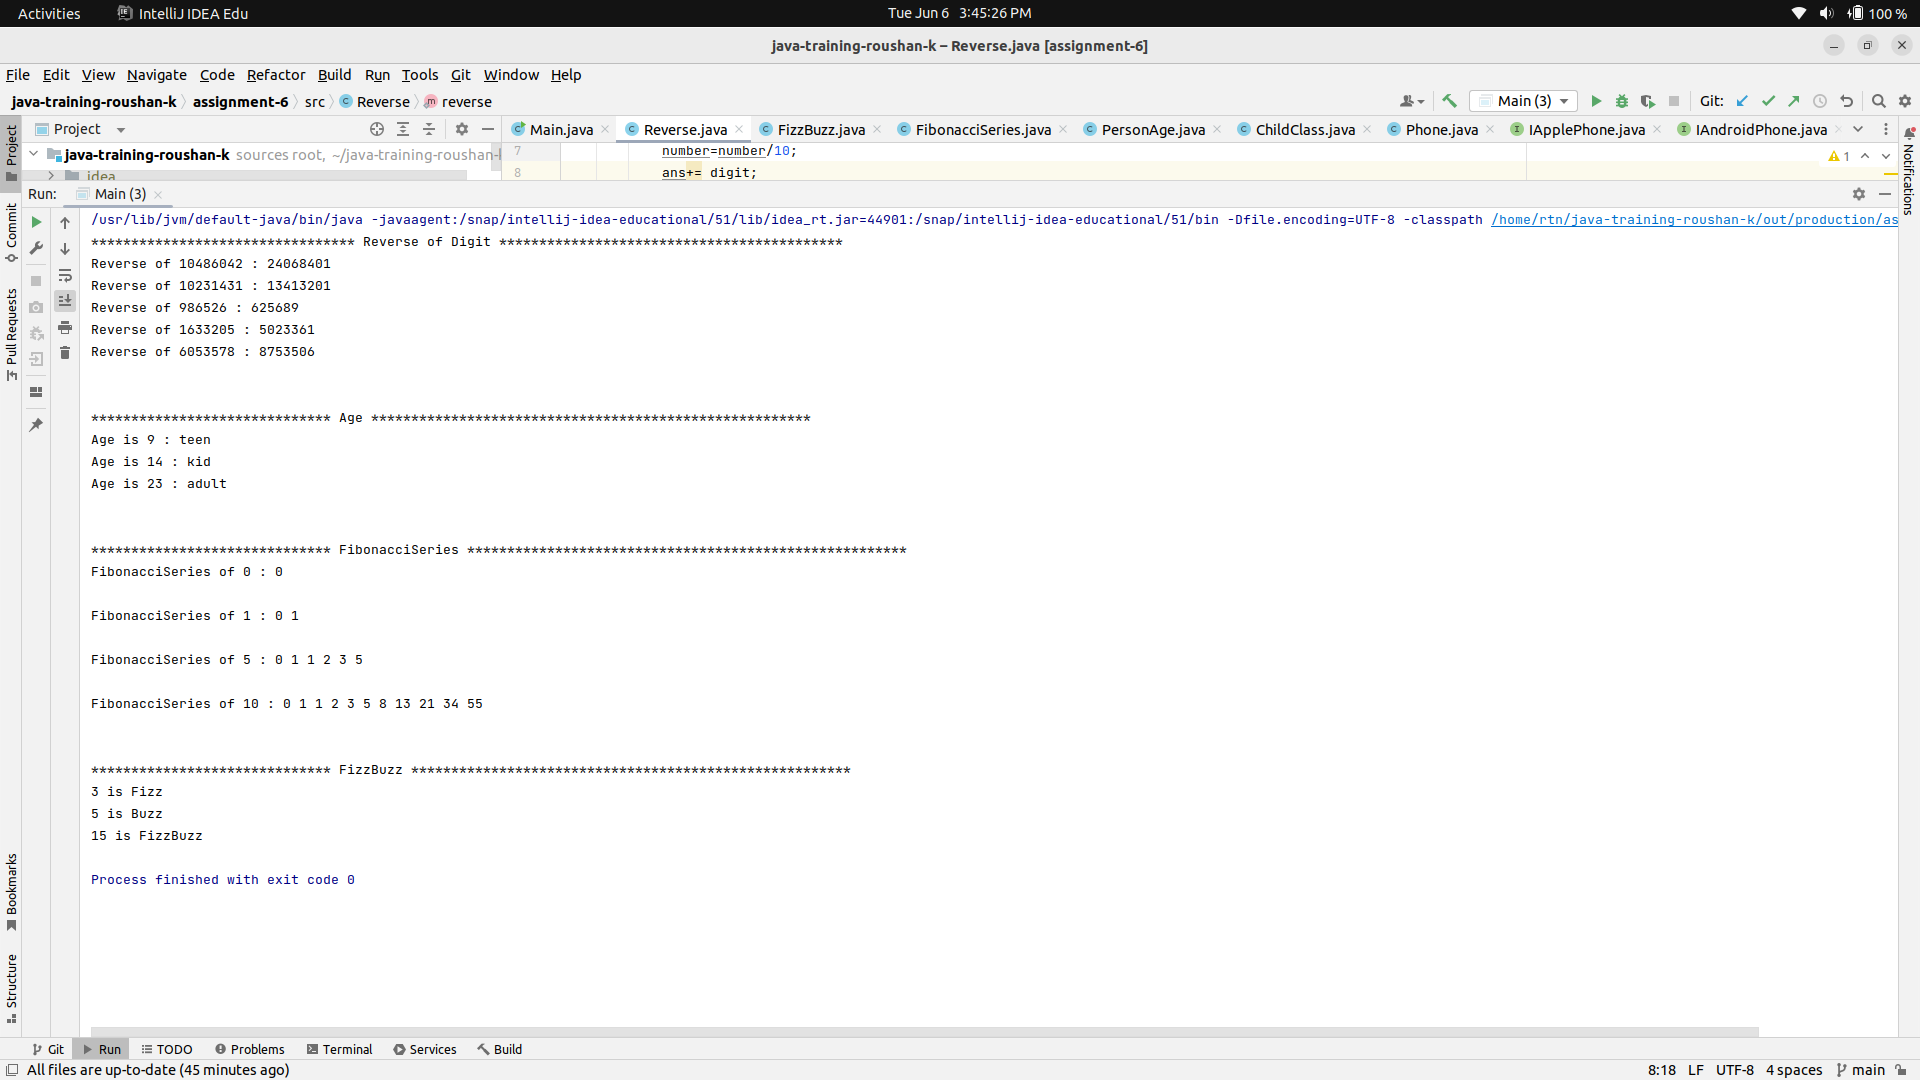 Activities IntelliJ IDEA Edu Tue Jun 6 3:45:26 PM 100 %
java-training-roushan-k – Reverse.java [assignment-6]
File Edit View Navigate Code Refactor Build Run Tools Git Window Help
java-training-roushan-k assignment-6 src Reverse reverse Main (3) Git:
Project Main.java Reverse.java FizzBuzz.java FibonacciSeries.java PersonAge.java ChildClass.java Phone.java IApplePhone.java IAndroidPhone.java
java-training-roushan-k sources root, ~/java-training-roushan-k 7 number=number/10; 1
idea 8 ans+= digit;
Run: Main (3)
/usr/lib/jvm/default-java/bin/java -javaagent:/snap/intellij-idea-educational/51/lib/idea_rt.jar=44901:/snap/intellij-idea-educational/51/bin -Dfile.encoding=UTF-8 -classpath /home/rtn/java-training-roushan-k/out/production/as
********************************* Reverse of Digit *******************************************
Reverse of 10486042 : 24068401
Reverse of 10231431 : 13413201
Reverse of 986526 : 625689
Reverse of 1633205 : 5023361
Reverse of 6053578 : 8753506
****************************** Age *******************************************************
Age is 9 : teen
Age is 14 : kid
Age is 23 : adult
****************************** FibonacciSeries *******************************************************
FibonacciSeries of 0 : 0
FibonacciSeries of 1 : 0 1
FibonacciSeries of 5 : 0 1 1 2 3 5
FibonacciSeries of 10 : 0 1 1 2 3 5 8 13 21 34 55
****************************** FizzBuzz *******************************************************
3 is Fizz
5 is Buzz
15 is FizzBuzz
Process finished with exit code 0
Project
Commit
Pull Requests
Bookmarks
Structure
Notifications
Git Run TODO Problems Terminal Services Build
All files are up-to-date (45 minutes ago) 8:18 LF UTF-8 4 spaces main